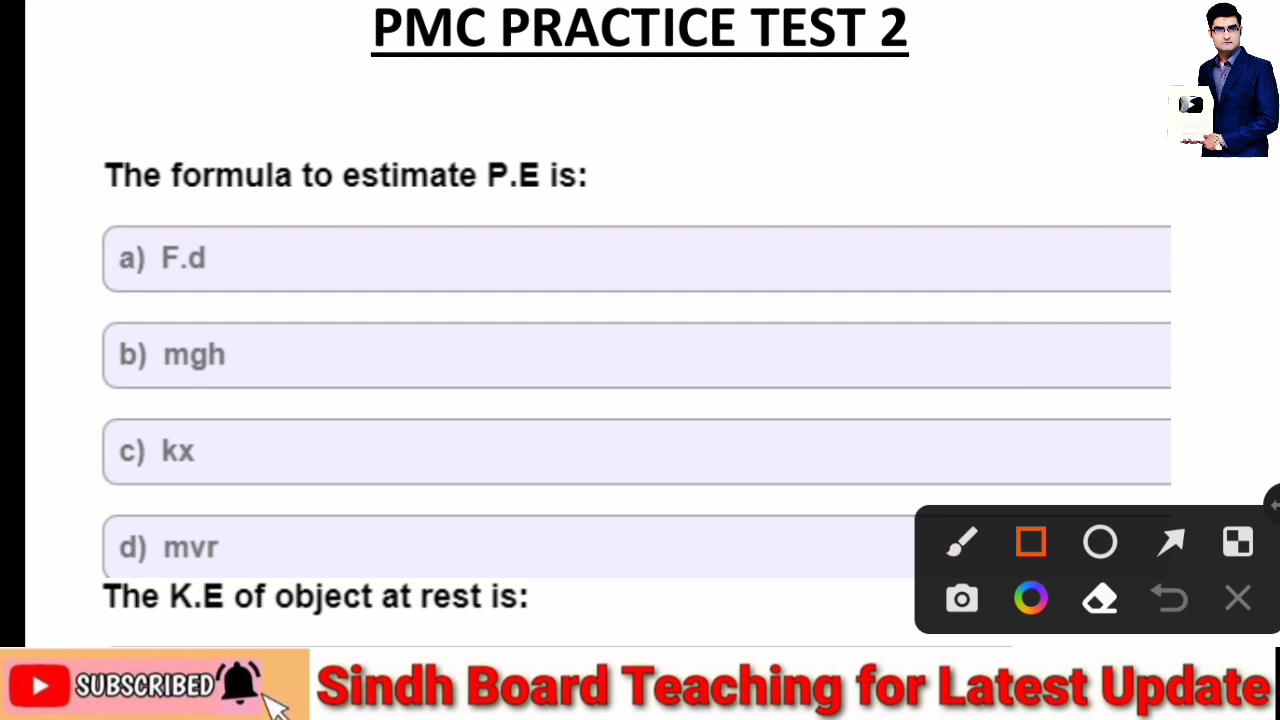 PMC PRACTICE TEST 2
The formula to estimate P.E is:
a) F.d
b) mgh
c) kx
d) mvr
The K.E of object at rest is:
SUBSCRIBED Sindh Board Teaching for Latest Update